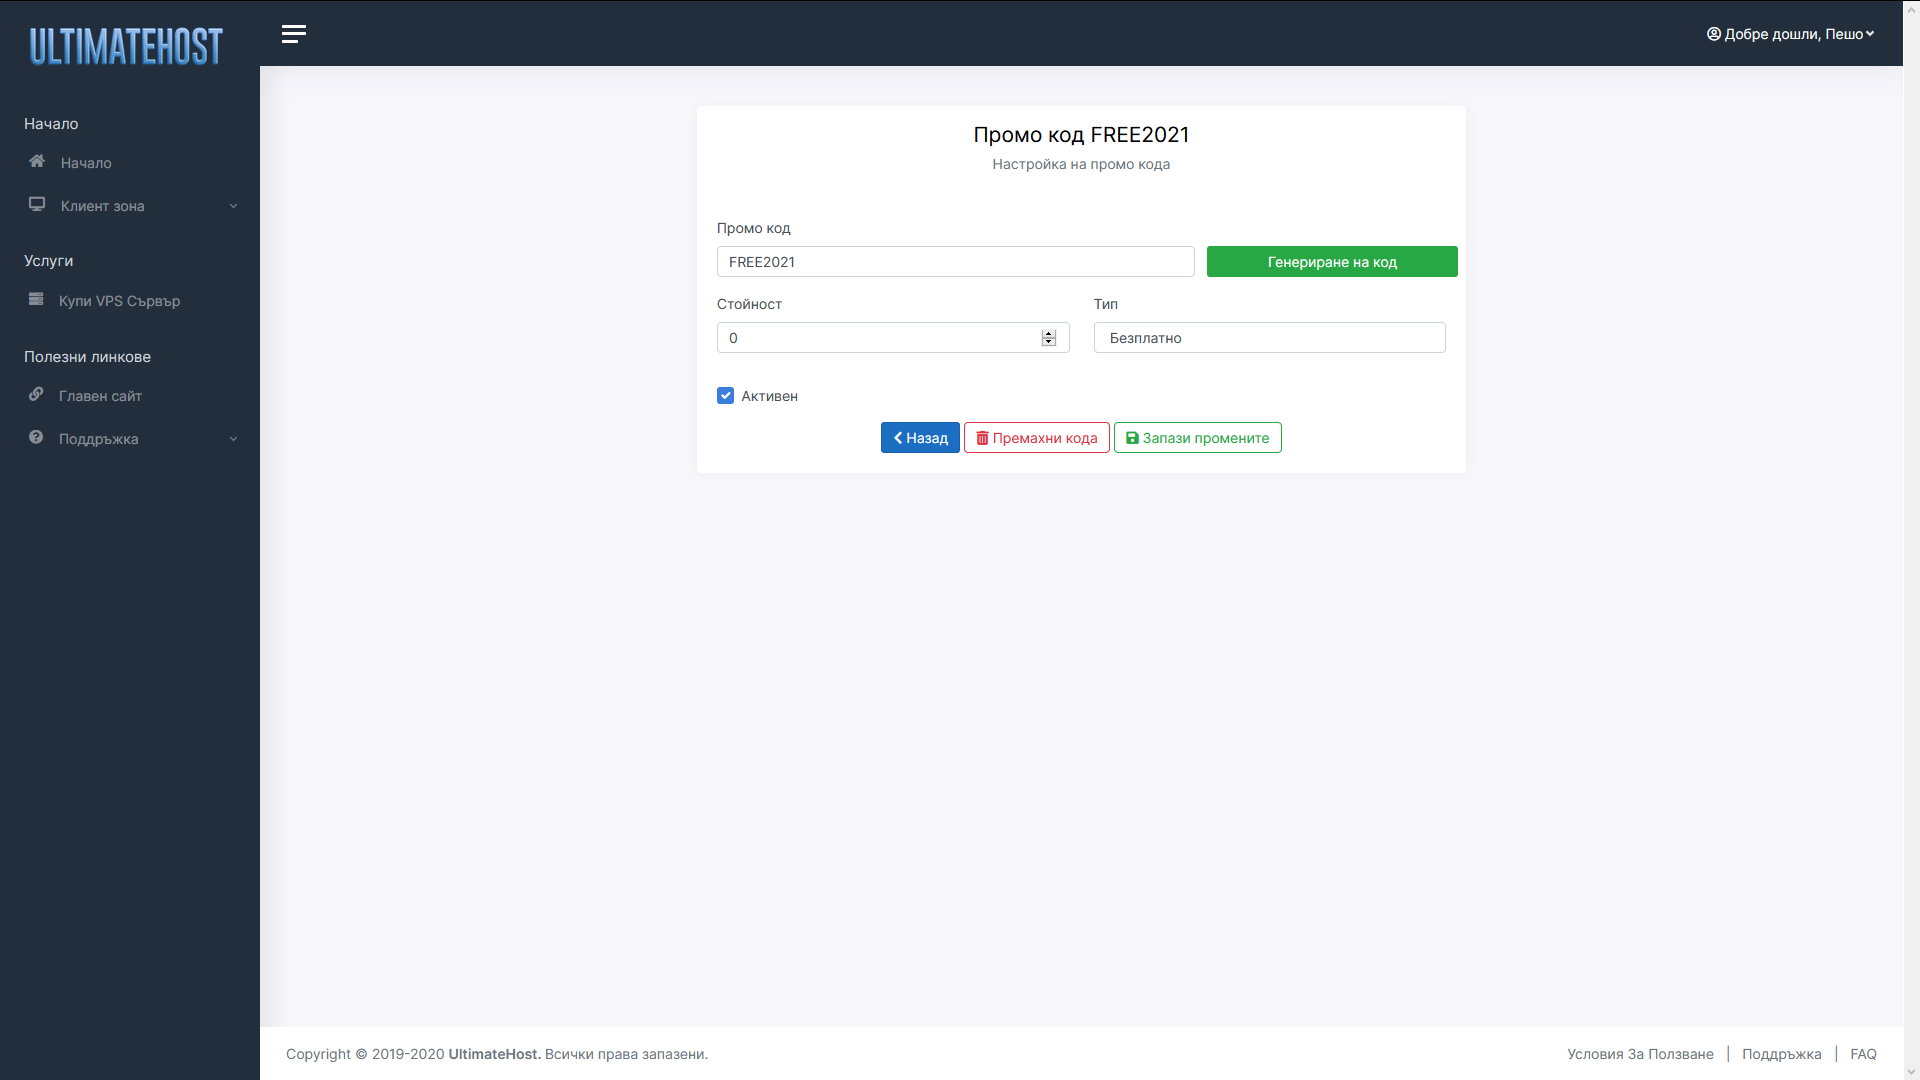 ULTIMATEHOST
Добре дошли, Пешо
Начало
Начало
Клиент зона
Услуги
Купи VPS Сървър
Полезни линкове
Главен сайт
Поддръжка
Промо код FREE2021
Настройка на промо кода
Промо код
FREE2021
Генериране на код
Стойност
Тип
0
Безплатно
Активен
Назад
Премахни кода
Запази промените
Copyright © 2019-2020 UltimateHost. Всички права запазени.
Условия За Ползване | Поддръжка | FAQ